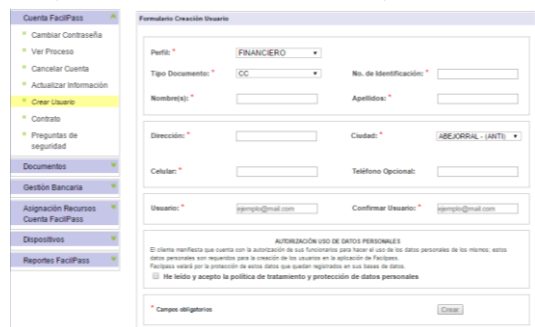 Cuenta FacilPass
Cambiar Contraseña
Ver Proceso
Cancelar Cuenta
Actualizar Información
Crear Usuario
Contrato
Preguntas de
seguridad
Documentos
Gestión Bancaria
Asignación Recursos
Cuenta FacilPass
Dispositivos
Reportes FacilPass
Formulario Creación Usuario
Perfil: * FINANCIERO
Tipo Documento: * CC No. de Identificación: *
Nombre(s): * Apellidos: *
Dirección: * Ciudad: * ABEJORRAL - (ANTI)
Celular: * Teléfono Opcional:
Usuario: * ejemplo@mail.com Confirmar Usuario: * ejemplo@mail.com
AUTORIZACIÓN USO DE DATOS PERSONALES
El cliente manifiesta que cuenta con la autorización de sus funcionarios para hacer el uso de los datos personales de los mismos; estos
datos personales son requeridos para la creación de los usuarios en la aplicación de Facilpass.
Facilpass velará por la protección de estos datos que quedan registrados en sus bases de datos.
He leído y acepto la política de tratamiento y protección de datos personales
* Campos obligatorios Crear